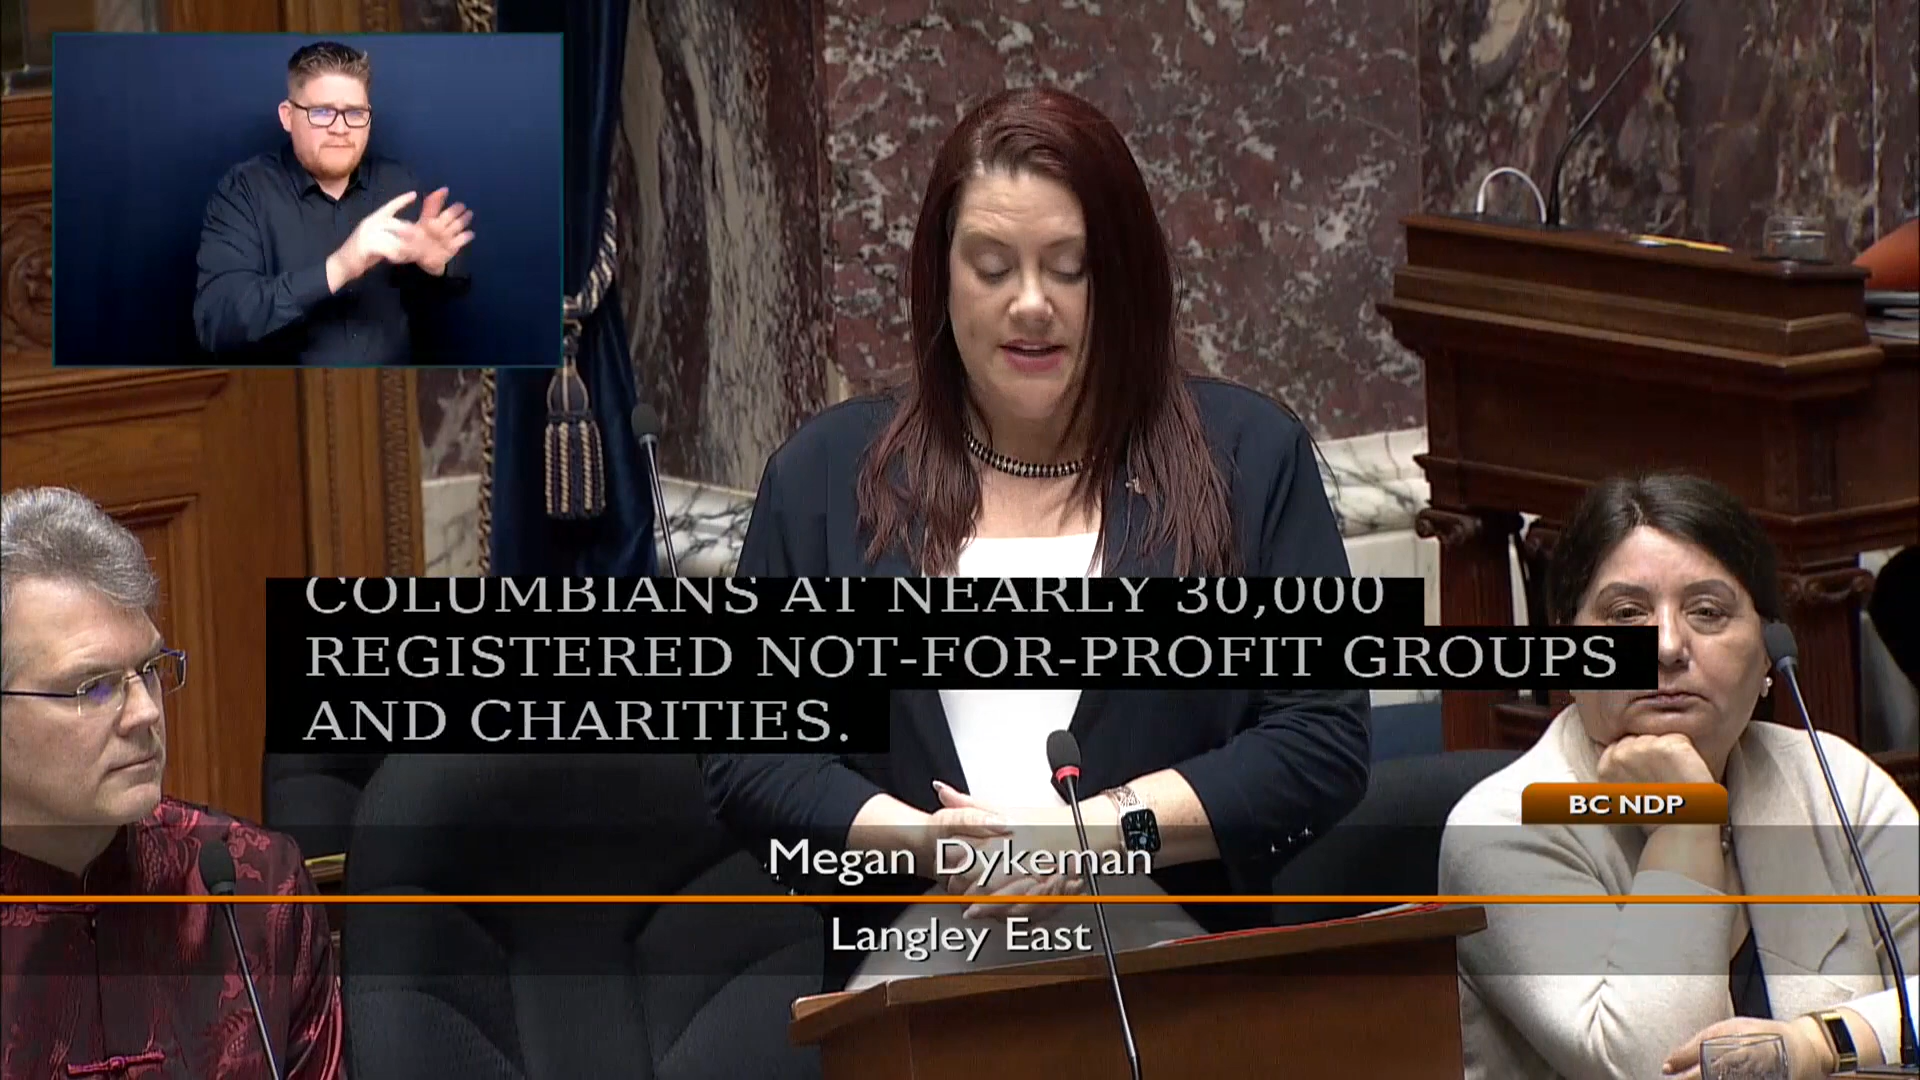 COLUMBIANS AT NEARLY 30,000
REGISTERED NOT-FOR-PROFIT GROUPS
AND CHARITIES.
BC NDP
Megan Dykeman
Langley East